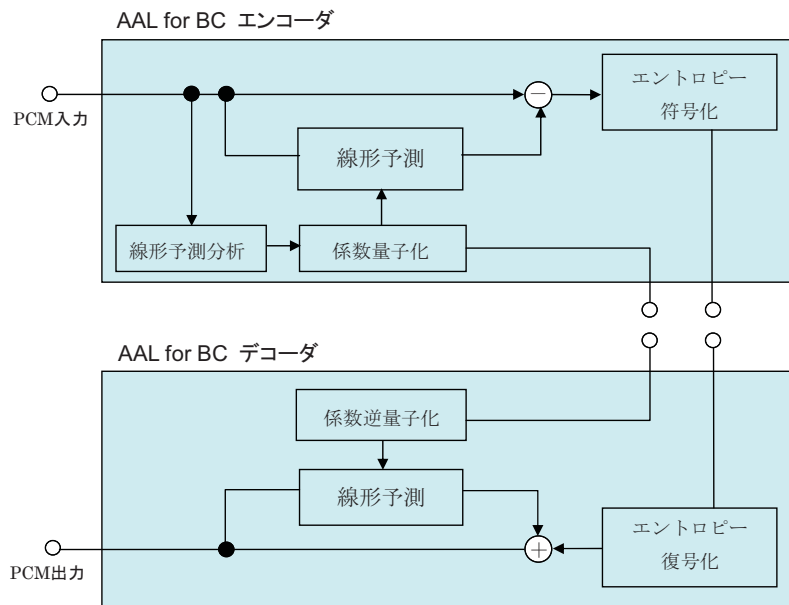 AAL for BC エンコーダ
PCM入力
－
エントロピー
符号化
線形予測
線形予測分析
係数量子化
AAL for BC デコーダ
係数逆量子化
線形予測
エントロピー
復号化
＋
PCM出力